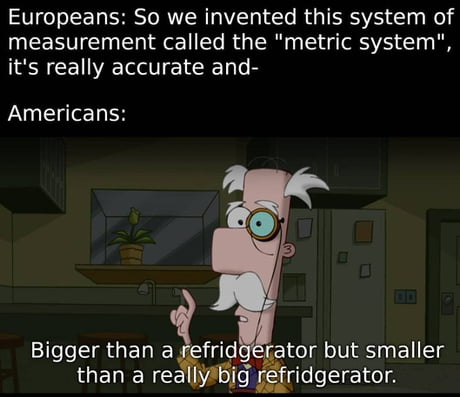 Europeans: So we invented this system of
measurement called the "metric system",
it's really accurate and-
Americans:
Bigger than a refridgerator but smaller
than a really big refridgerator.